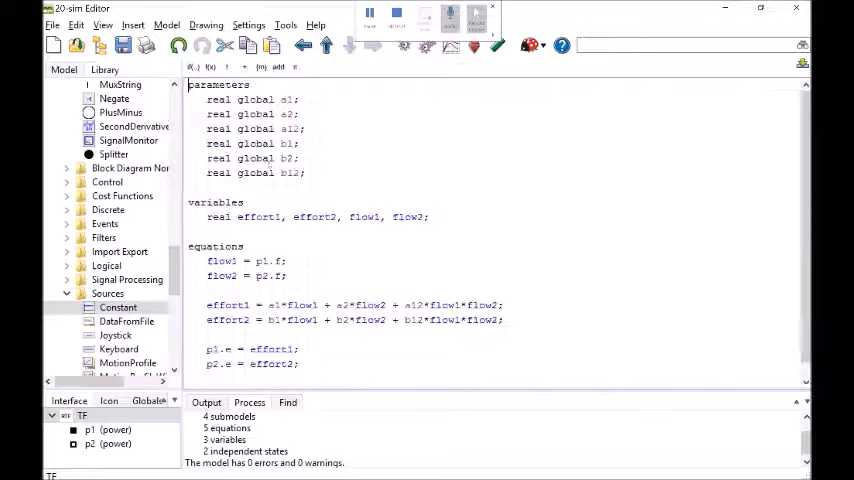 20-sim Editor
File Edit View Insert Model Drawing Settings Tools Help
Model Library
MuxString
Negate
PlusMinus
SecondDerivative
SignalMonitor
Splitter
Block Diagram Non
Control
Cost Functions
Discrete
Events
Filters
Import Export
Logical
Signal Processing
Sources
Constant
DataFromFile
Joystick
Keyboard
MotionProfile
Interface Icon Globals
TF
p1 (power)
p2 (power)
TF
parameters
real global a1;
real global a2;
real global a12;
real global b1;
real global b2;
real global b12;
variables
real effort1, effort2, flow1, flow2;
equations
flow1 = p1.f;
flow2 = p2.f;
effort1 = a1*flow1 + a2*flow2 + a12*flow1*flow2;
effort2 = b1*flow1 + b2*flow2 + b12*flow1*flow2;
p1.e = effort1;
p2.e = effort2;
Output Process Find
4 submodels
5 equations
3 variables
2 independent states
The model has 0 errors and 0 warnings.